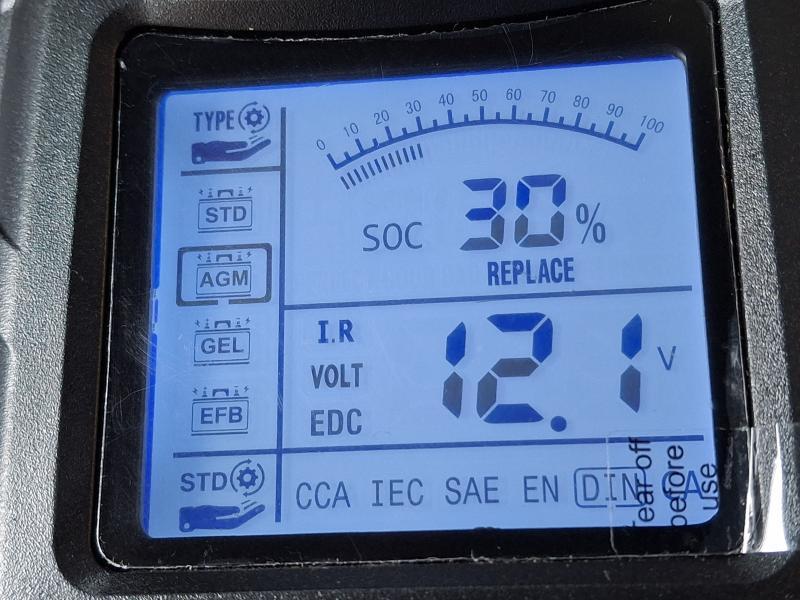 TYPE
0 10 20 30 40 50 60 70 80 90 100
STD
AGM
GEL
EFB
STD
SOC 30%
REPLACE
I.R
VOLT
EDC
12.1 V
CCA IEC SAE EN DIN CA
Tear off
before
use